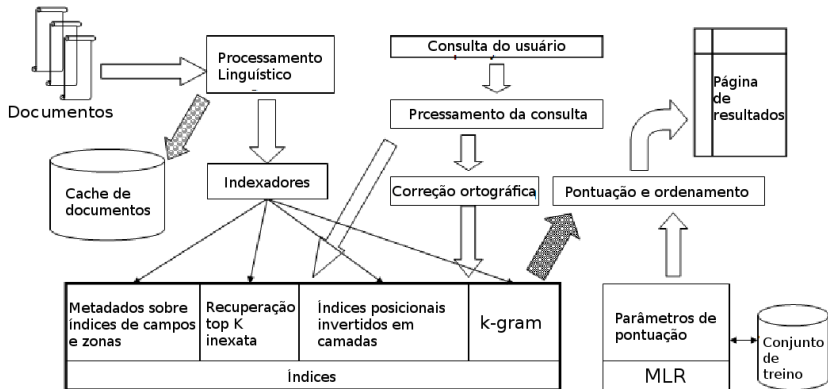 Documentos
Processamento
Linguístico
Cache de
documentos
Indexadores
Consulta do usuário
Prcessamento da consulta
Correção ortográfica
Pontuação e ordenamento
Página
de
resultados
Metadados sobre
índices de campos
e zonas
Recuperação
top K
inexata
Índices posicionais
invertidos em
camadas
k-gram
Índices
Parâmetros de
pontuação
MLR
Conjunto
de
treino